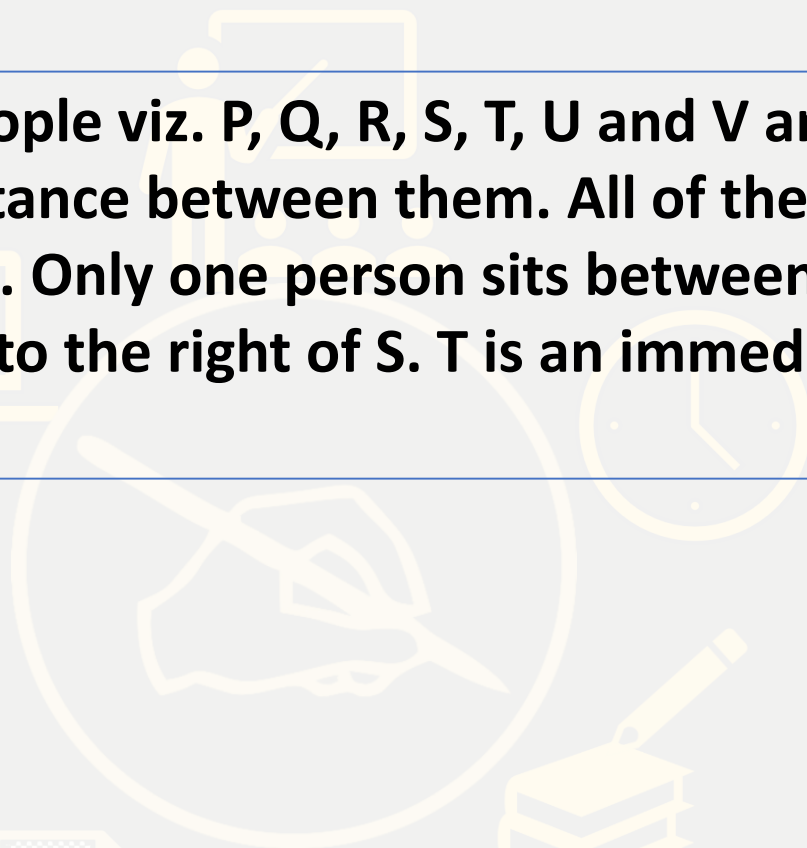 ople viz. P, Q, R, S, T, U and V ar
tance between them. All of the
. Only one person sits between
to the right of S. T is an immed